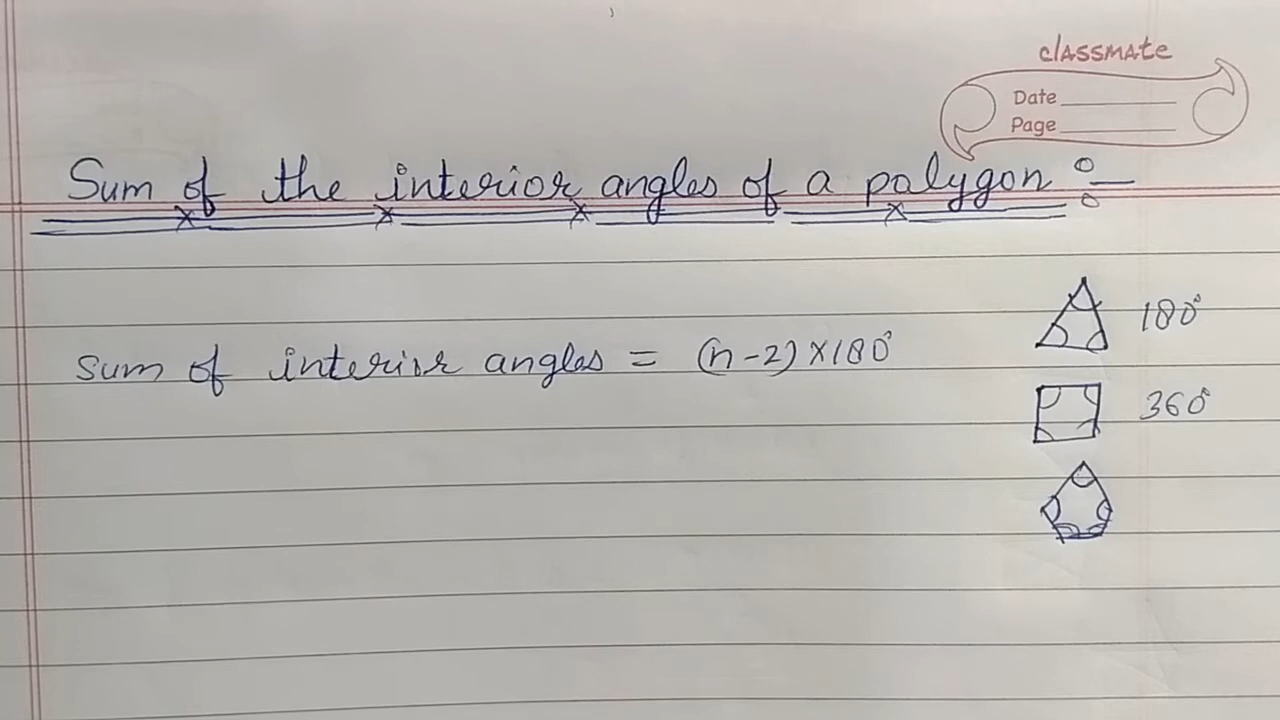 classmate
Date
Page
Sum of the interior angles of a polygon :-
Sum of interior angles = (n-2) × 180°
180°
360°